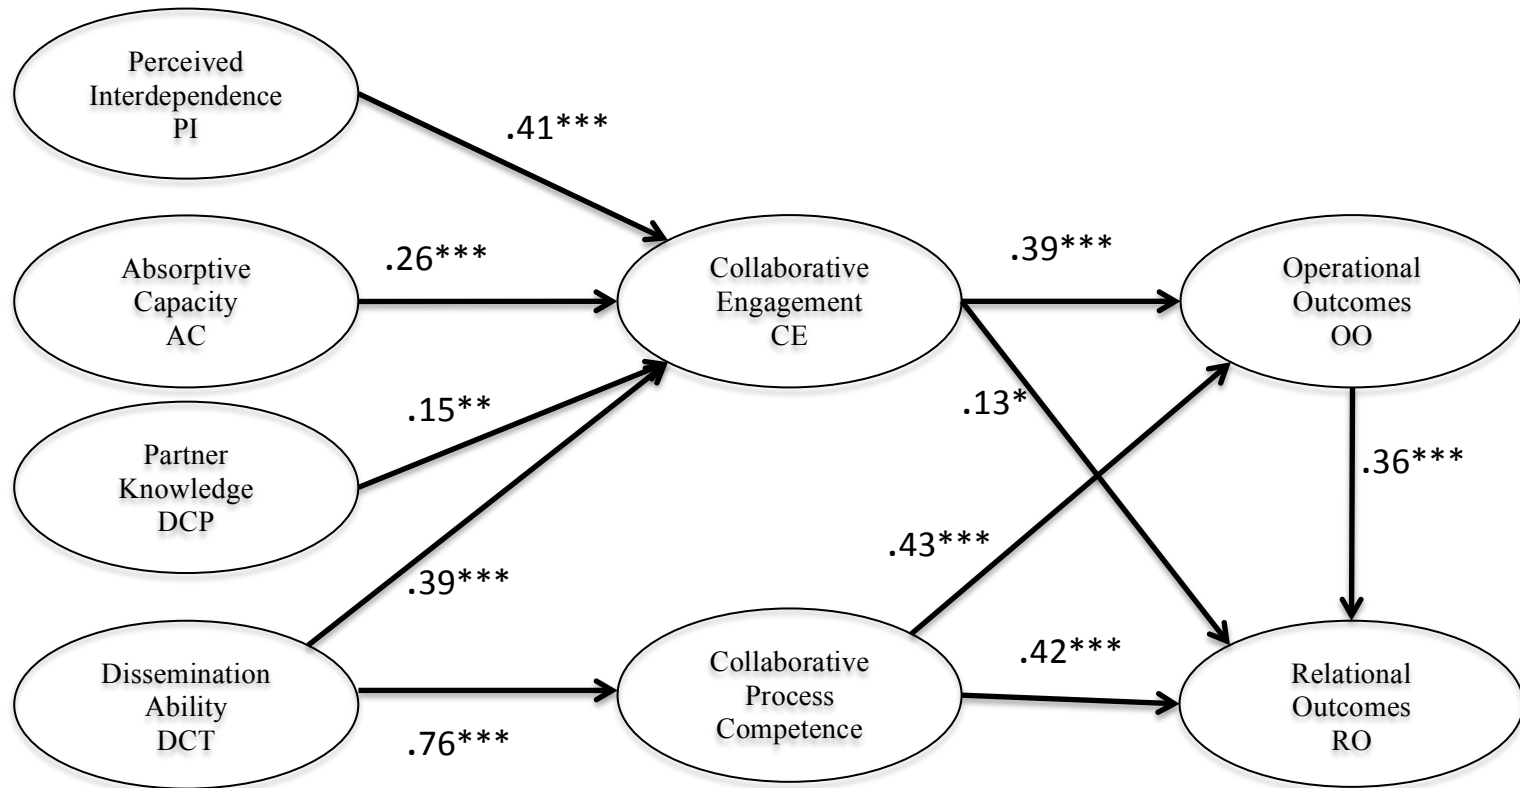 Perceived
Interdependence
PI
.41***
Absorptive
Capacity
AC
.26***
Collaborative
Engagement
CE
.39***
Operational
Outcomes
OO
.15**
.13*
Partner
Knowledge
DCP
.36***
.43***
.39***
Dissemination
Ability
DCT
.76***
Collaborative
Process
Competence
.42***
Relational
Outcomes
RO